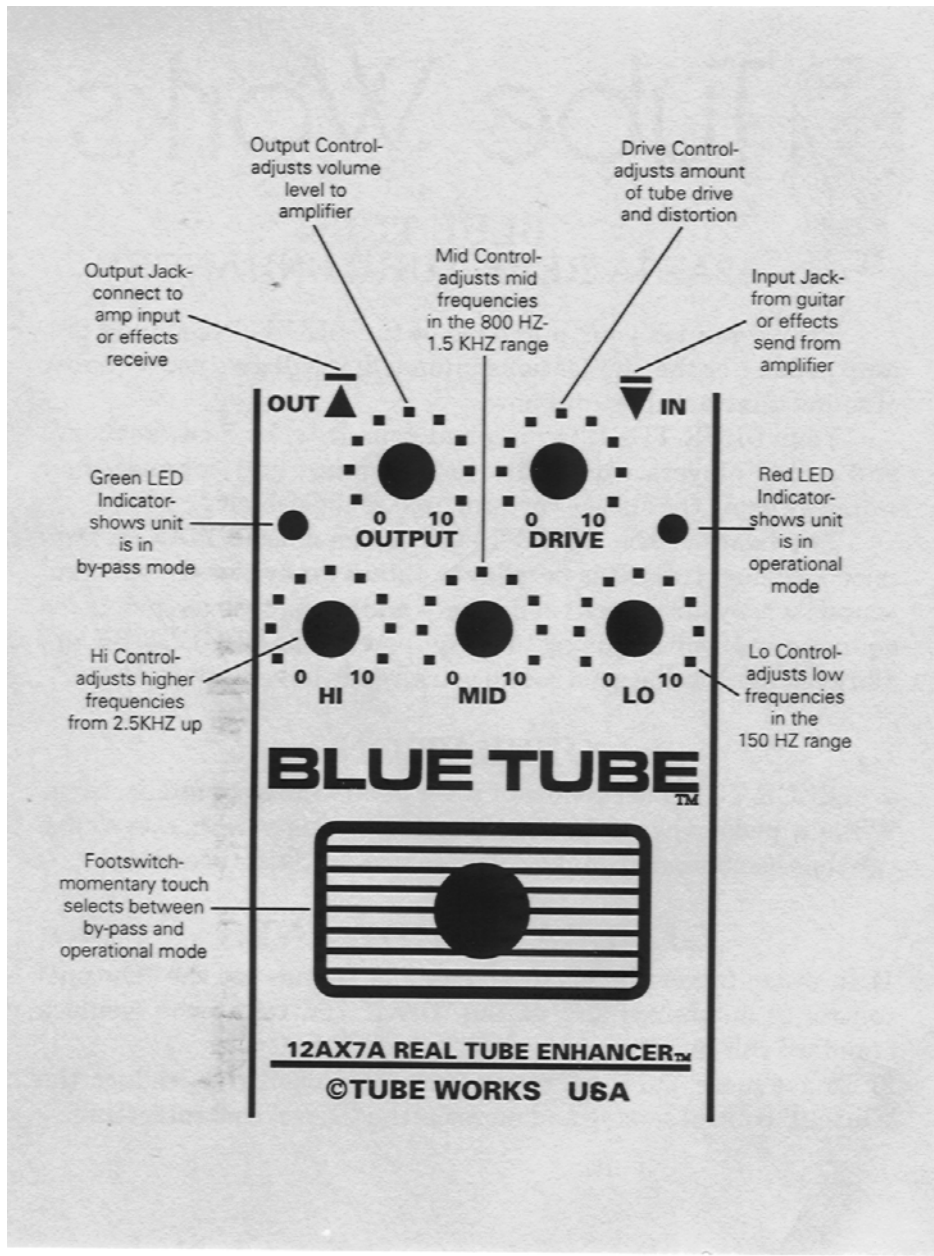 Output Control-
adjusts volume
level to
amplifier
Drive Control-
adjusts amount
of tube drive
and distortion
Output Jack-
connect to
amp input
or effects
receive
Mid Control-
adjusts mid
frequencies
in the 800 HZ-
1.5 KHZ range
Input Jack-
from guitar
or effects
send from
amplifier
OUT
IN
Green LED
Indicator-
shows unit
is in
by-pass mode
0 10
OUTPUT
0 10
DRIVE
Red LED
Indicator-
shows unit
is in
operational
mode
Hi Control-
adjusts higher
frequencies
from 2.5KHZ up
0 10
HI
0 10
MID
0 10
LO
Lo Control-
adjusts low
frequencies
in the
150 HZ range
BLUE TUBE™
Footswitch-
momentary touch
selects between
by-pass and
operational mode
12AX7A REAL TUBE ENHANCER™
©TUBE WORKS USA